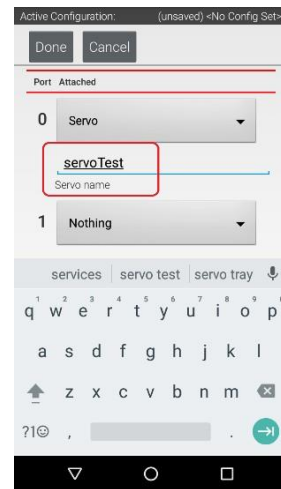 Active Configuration: (unsaved) <No Config Set>
Done Cancel
Port Attached
0 Servo
servoTest
Servo name
1 Nothing
services servo test servo tray
1 2 3 4 5 6 7 8 9 0
q w e r t y u i o p
a s d f g h j k l
z x c v b n m
?1☺ , .